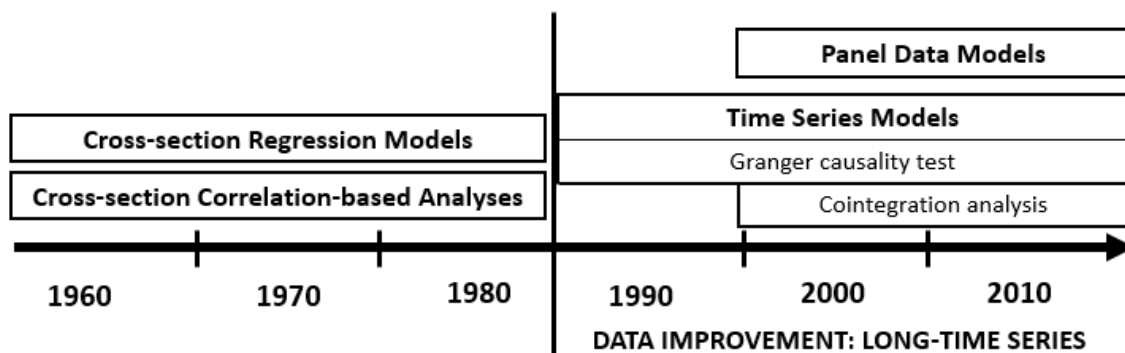 Panel Data Models
Cross-section Regression Models
Time Series Models
Granger causality test
Cross-section Correlation-based Analyses
Cointegration analysis
1960
1970
1980
1990
2000
2010
DATA IMPROVEMENT: LONG-TIME SERIES